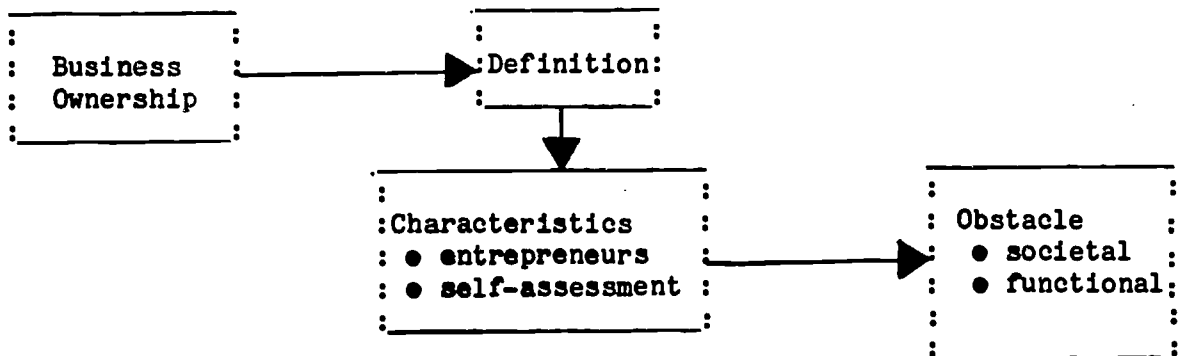 Business
Ownership
Definition
Characteristics
● entrepreneurs
● self-assessment
Obstacle
● societal
● functional